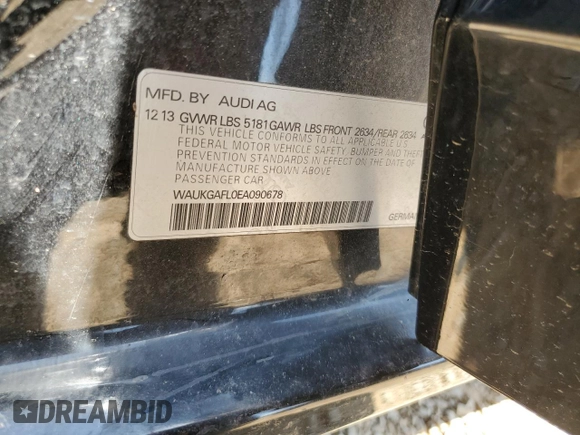 MFD. BY AUDI AG
12 13 GVWR LBS 5181 GAWR LBS FRONT 2634/REAR 2634
THIS VEHICLE CONFORMS TO ALL APPLICABLE U.S.
FEDERAL MOTOR VEHICLE SAFETY, BUMPER AND THEFT
PREVENTION STANDARDS IN EFFECT ON THE DATE OF
MANUFACTURE SHOWN ABOVE.
PASSENGER CAR
WAUKGAFL0EA090678
GERMAN
DREAMBID